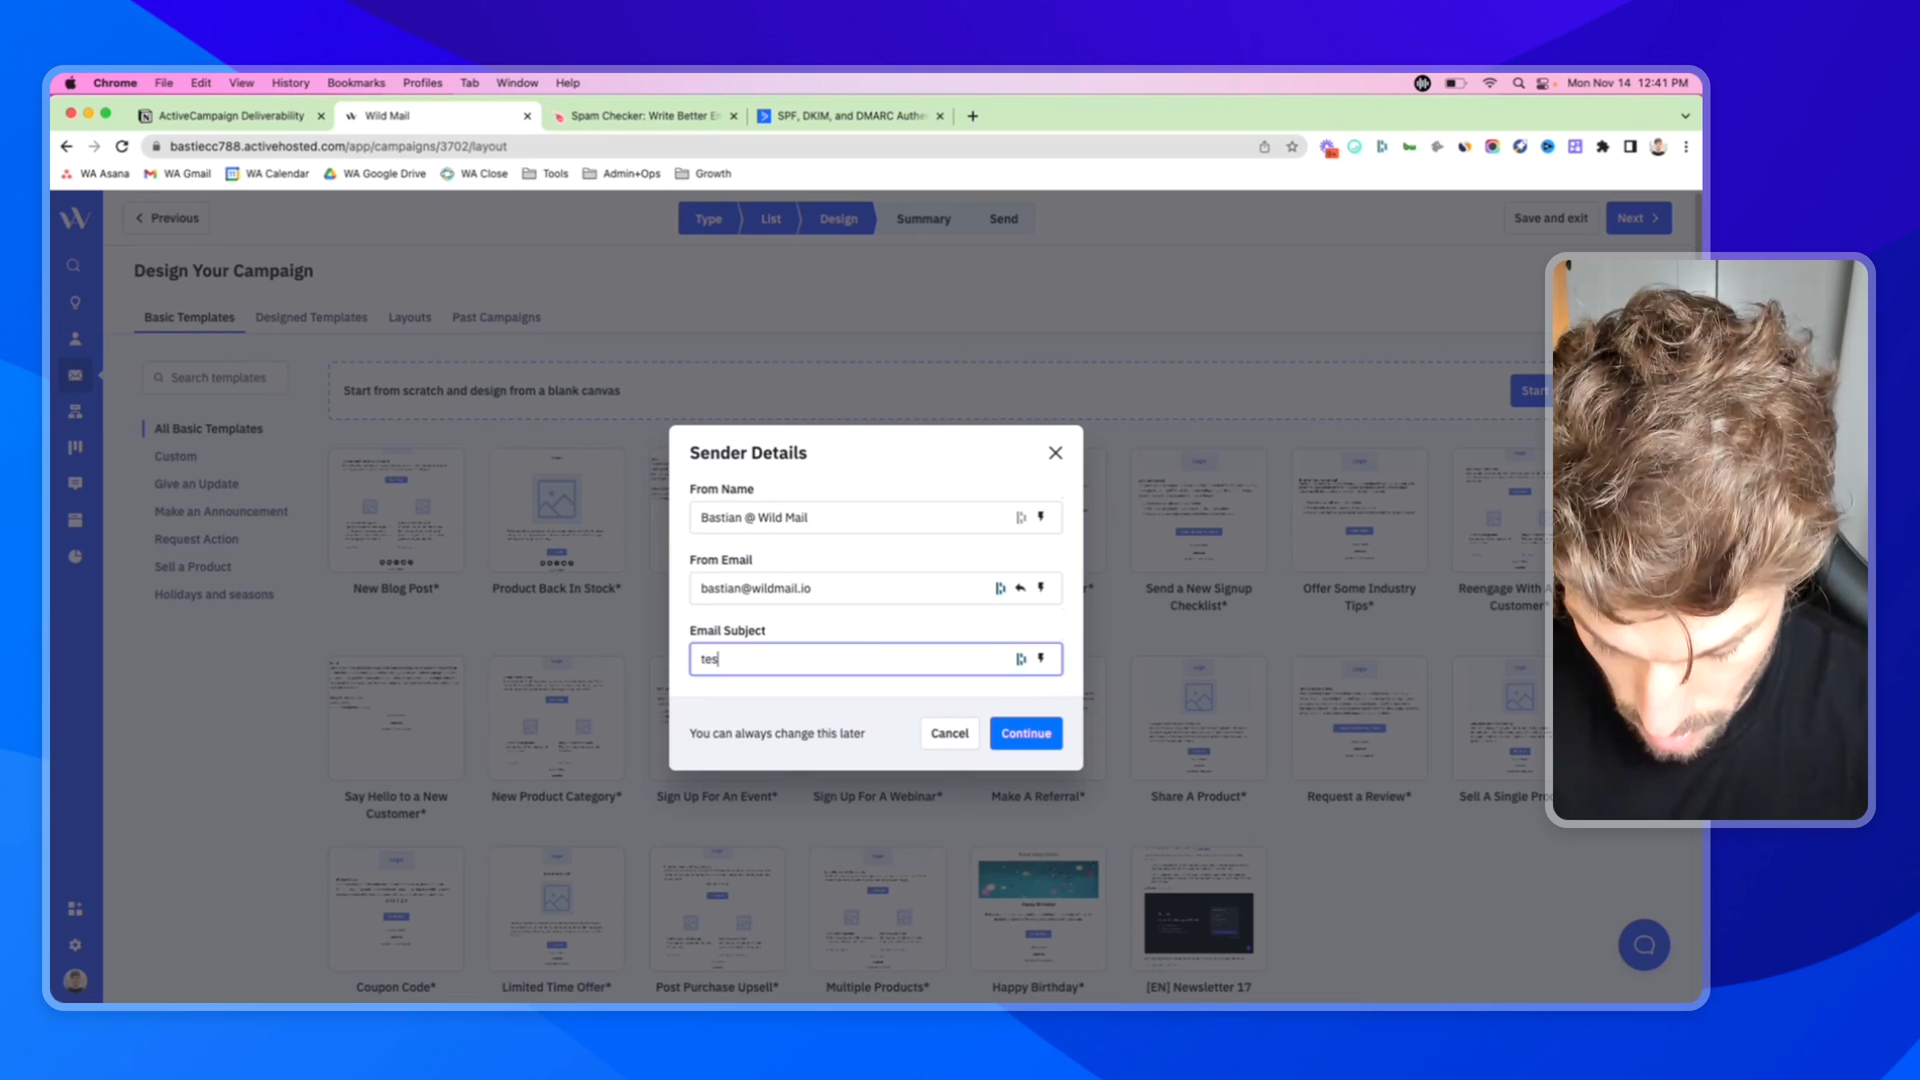 Chrome File Edit View History Bookmarks Profiles Tab Window Help Mon Nov 14 12:41 PM
ActiveCampaign Deliverability Wild Mail Spam Checker: Write Better E SPF, DKIM, and DMARC Authe
bastiecc788.activehosted.com/app/campaigns/3702/layout
WA Asana WA Gmail WA Calendar WA Google Drive WA Close Tools Admin+Ops Growth
Previous Type List Design Summary Send Save and exit Next
Design Your Campaign
Basic Templates Designed Templates Layouts Past Campaigns
Search templates
Start from scratch and design from a blank canvas Start
All Basic Templates
Custom
Give an Update
Make an Announcement
Request Action
Sell a Product
Holidays and seasons
Sender Details
From Name
Bastian @ Wild Mail
From Email
bastian@wildmail.io
Email Subject
tes
You can always change this later Cancel Continue
New Blog Post* Product Back In Stock* Send a New Signup Checklist* Offer Some Industry Tips* Reengage With A Customer*
Say Hello to a New Customer* New Product Category* Sign Up For An Event* Sign Up For A Webinar* Make A Referral* Share A Product* Request a Review* Sell A Single Pro
Coupon Code* Limited Time Offer* Post Purchase Upsell* Multiple Products* Happy Birthday* [EN] Newsletter 17